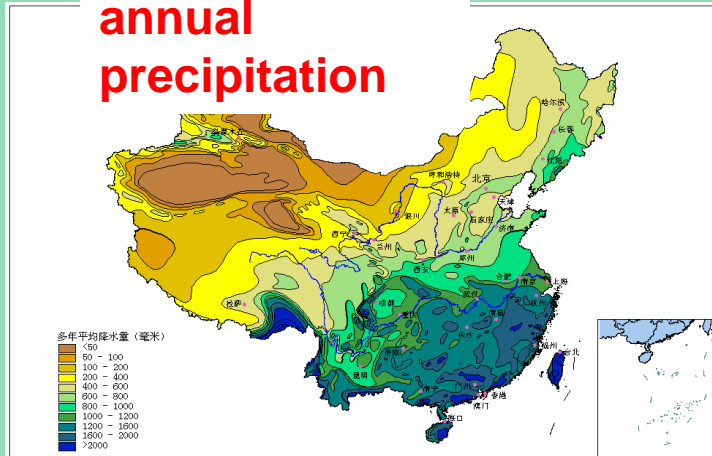 annual
precipitation
哈尔滨
长春
沈阳
呼和浩特
北京
天津
银川
太原
石家庄
济南
西宁
兰州
郑州
西安
合肥
南京
上海
拉萨
成都
武汉
杭州
重庆
南昌
长沙
贵阳
福州
台北
昆明
南宁
广州
香港
澳门
海口
多年平均降水量（毫米）
<50
50 - 100
100 - 200
200 - 400
400 - 600
600 - 800
800 - 1000
1000 - 1200
1200 - 1600
1600 - 2000
>2000